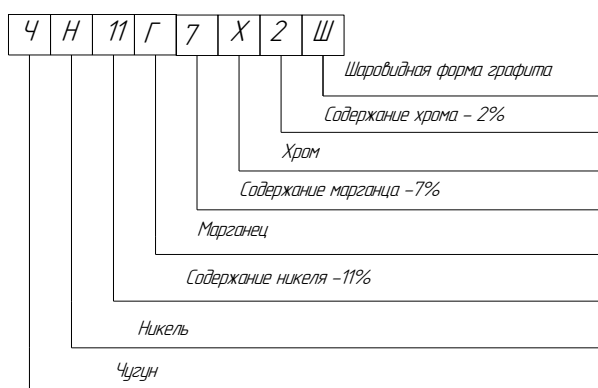 Ч Н 11 Г 7 Х 2 Ш
Шаровидная форма графита
Содержание хрома - 2%
Хром
Содержание марганца -7%
Марганец
Содержание никеля -11%
Никель
Чугун